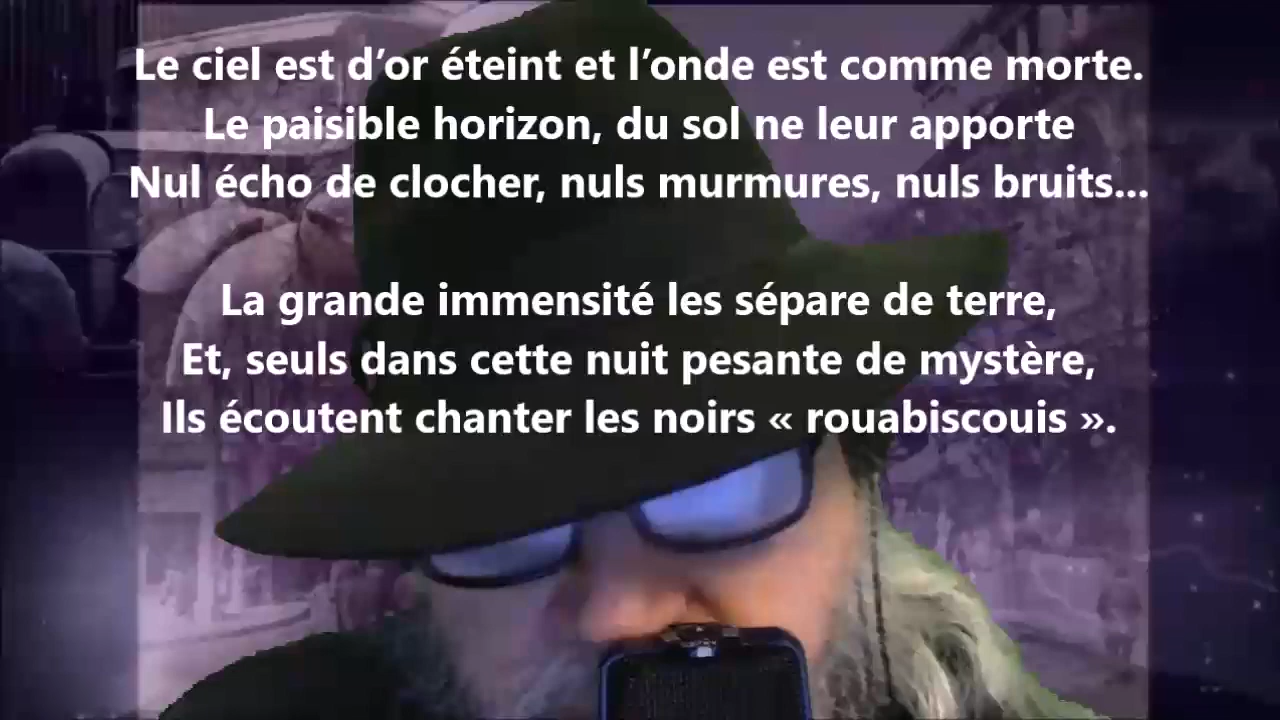 Le ciel est d’or éteint et l’onde est comme morte.
Le paisible horizon, du sol ne leur apporte
Nul écho de clocher, nuls murmures, nuls bruits...
La grande immensité les sépare de terre,
Et, seuls dans cette nuit pesante de mystère,
Ils écoutent chanter les noirs « rouabiscouis ».